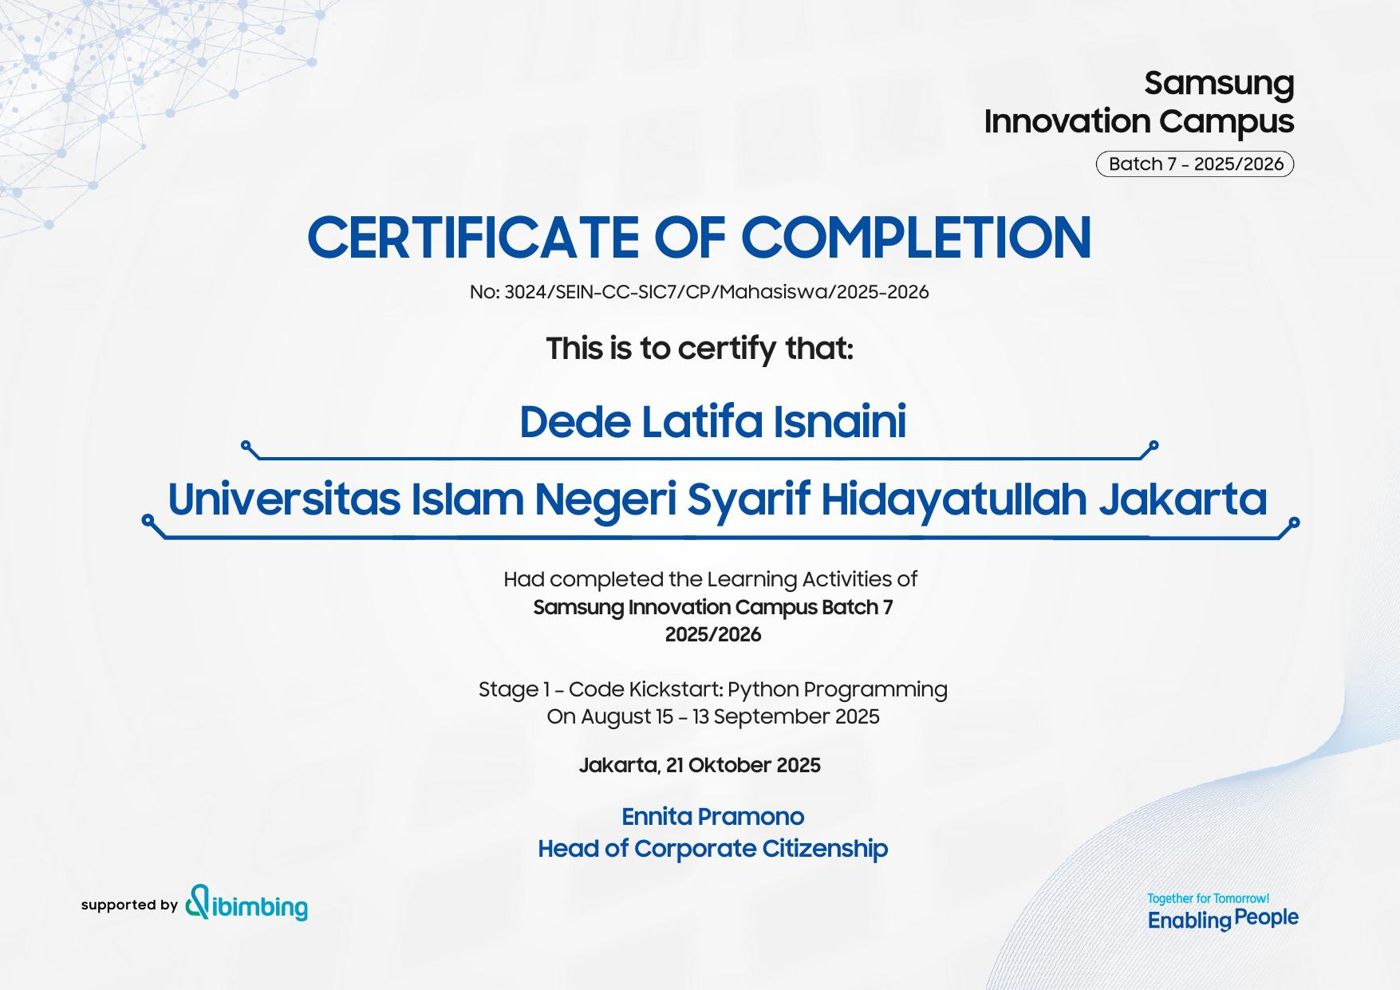 Samsung
Innovation Campus
Batch 7 - 2025/2026
CERTIFICATE OF COMPLETION
No: 3024/SEIN-CC-SIC7/CP/Mahasiswa/2025-2026
This is to certify that:
Dede Latifa Isnaini
Universitas Islam Negeri Syarif Hidayatullah Jakarta
Had completed the Learning Activities of
Samsung Innovation Campus Batch 7
2025/2026
Stage 1 - Code Kickstart: Python Programming
On August 15 - 13 September 2025
Jakarta, 21 Oktober 2025
Ennita Pramono
Head of Corporate Citizenship
supported by dibimbing
Together for Tomorrow!
Enabling People